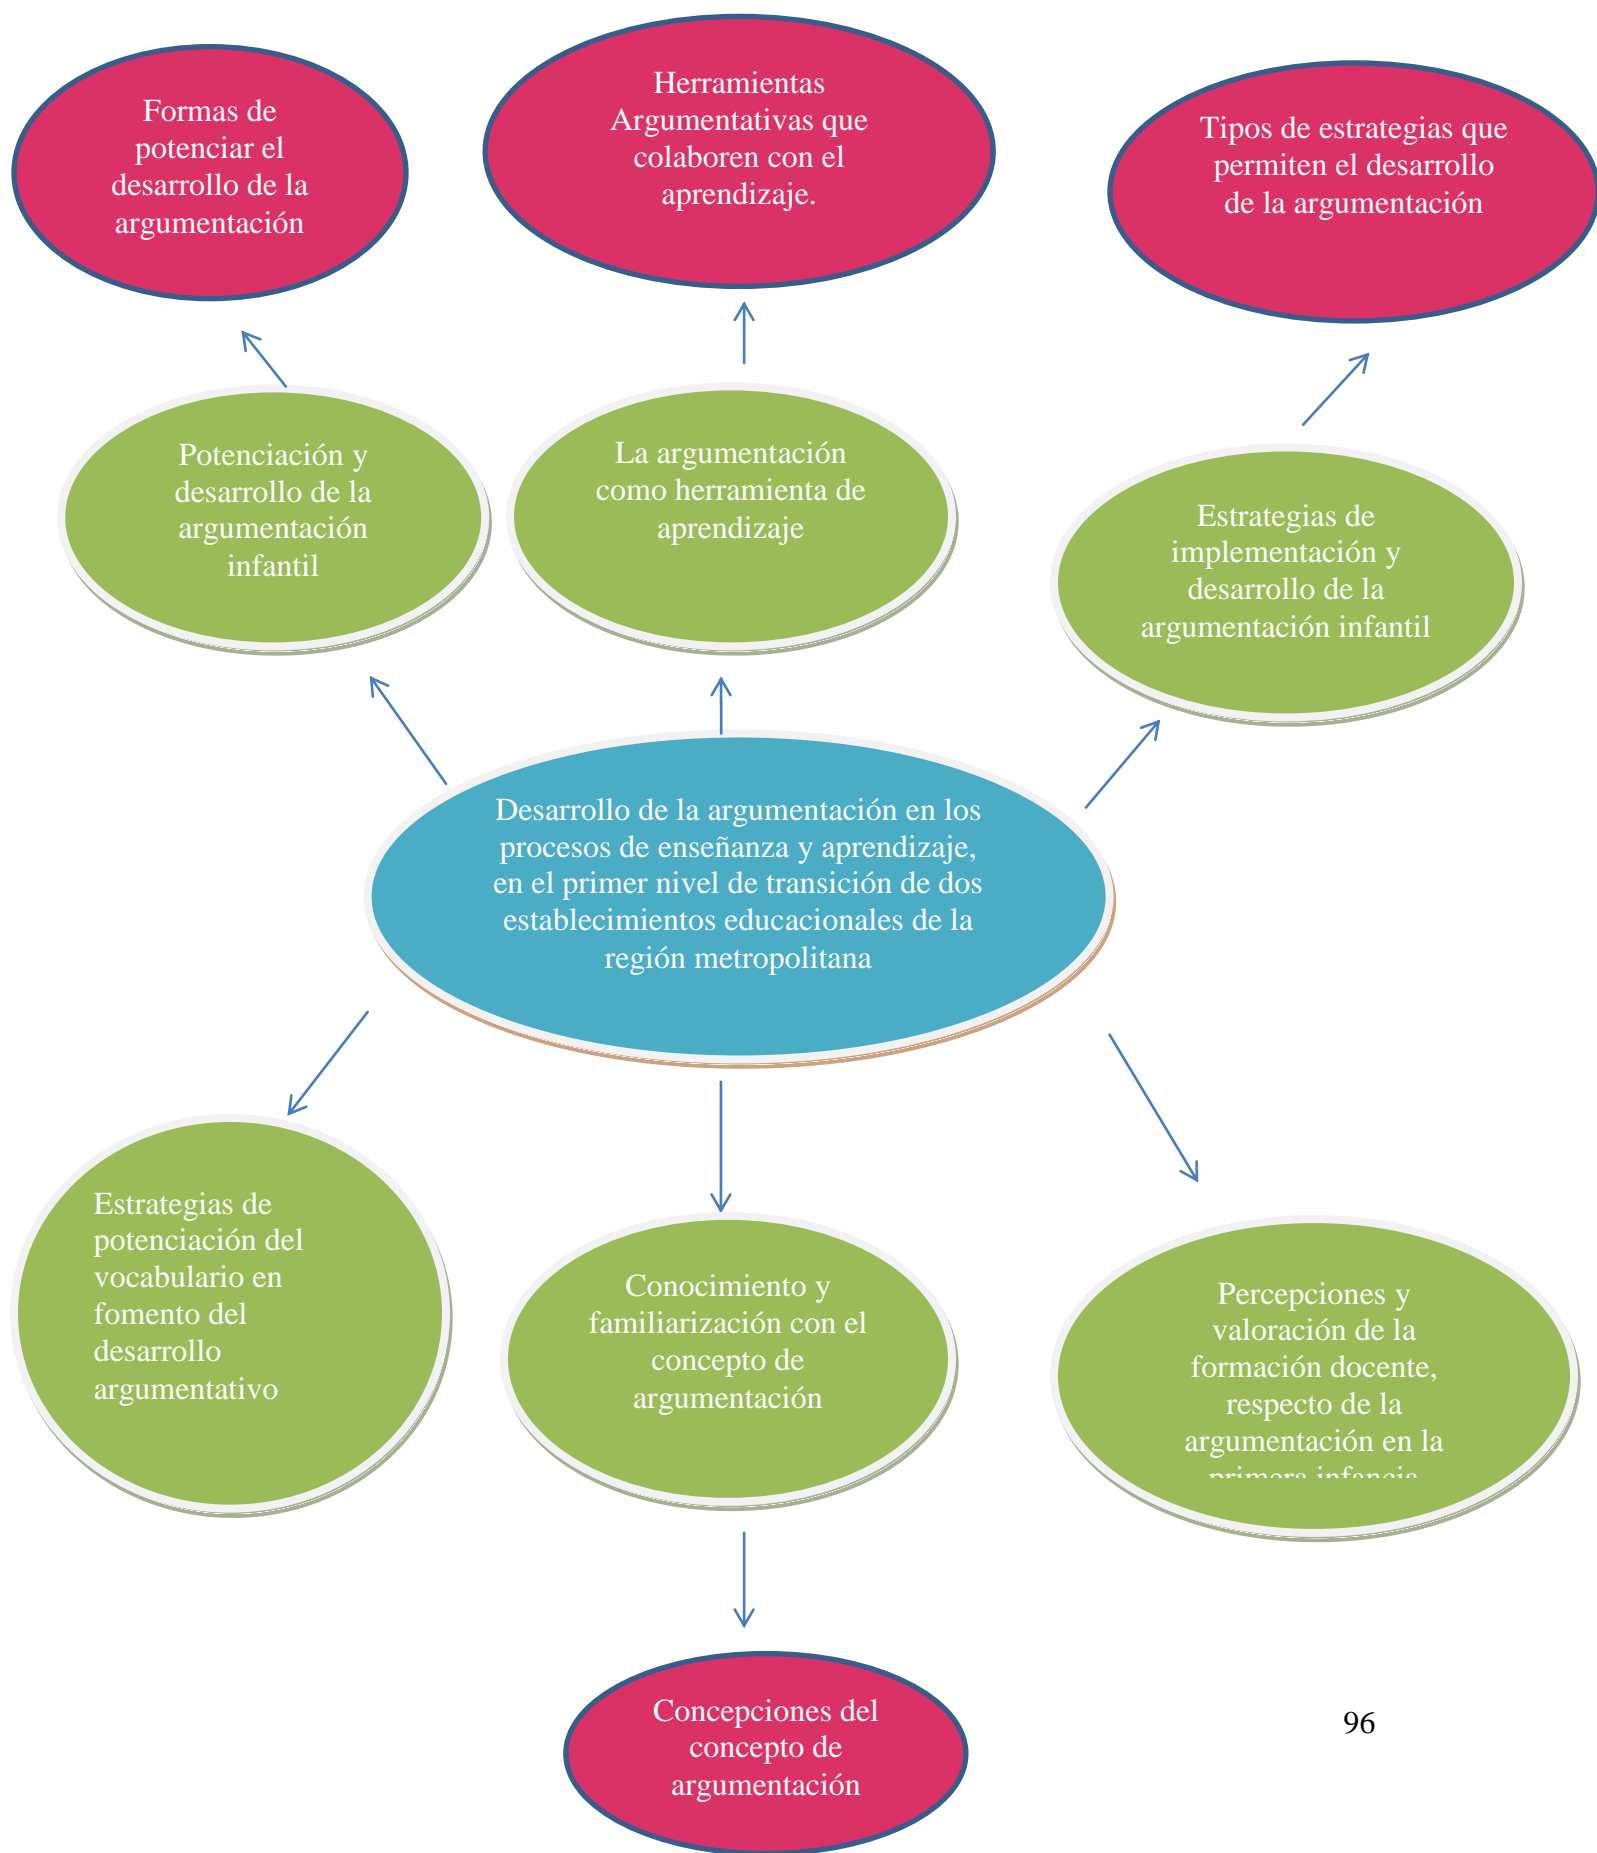 Formas de
potenciar el
desarrollo de la
argumentación
Herramientas
Argumentativas que
colaboren con el
aprendizaje.
Tipos de estrategias que
permiten el desarrollo
de la argumentación
Potenciación y
desarrollo de la
argumentación
infantil
La argumentación
como herramienta de
aprendizaje
Estrategias de
implementación y
desarrollo de la
argumentación infantil
Desarrollo de la argumentación en los
procesos de enseñanza y aprendizaje,
en el primer nivel de transición de dos
establecimientos educacionales de la
región metropolitana
Estrategias de
potenciación del
vocabulario en
fomento del
desarrollo
argumentativo
Conocimiento y
familiarización con el
concepto de
argumentación
Percepciones y
valoración de la
formación docente,
respecto de la
argumentación en la
primera infancia
Concepciones del
concepto de
argumentación
96